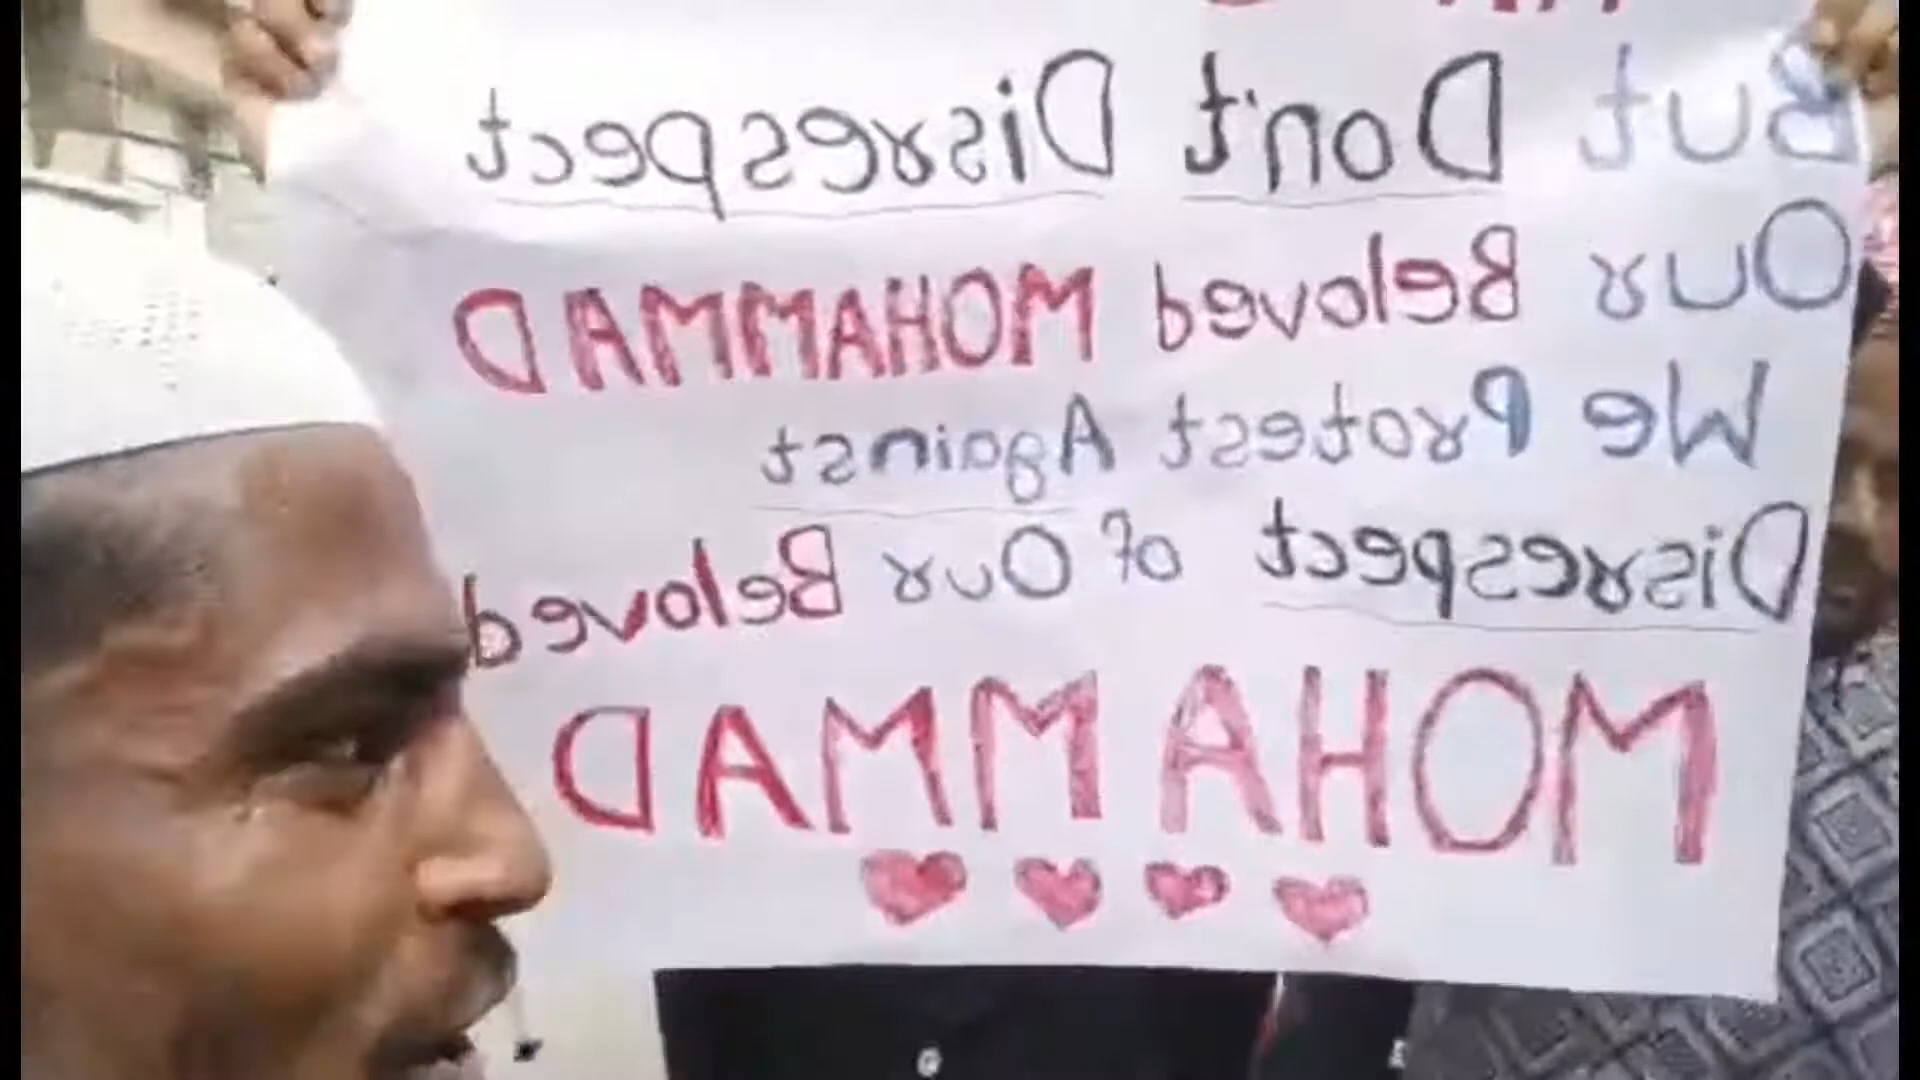 But Don't Disrespect
Our Beloved MOHAMMAD
We Protest Against
Disrespect of Our Beloved
MOHAMMAD